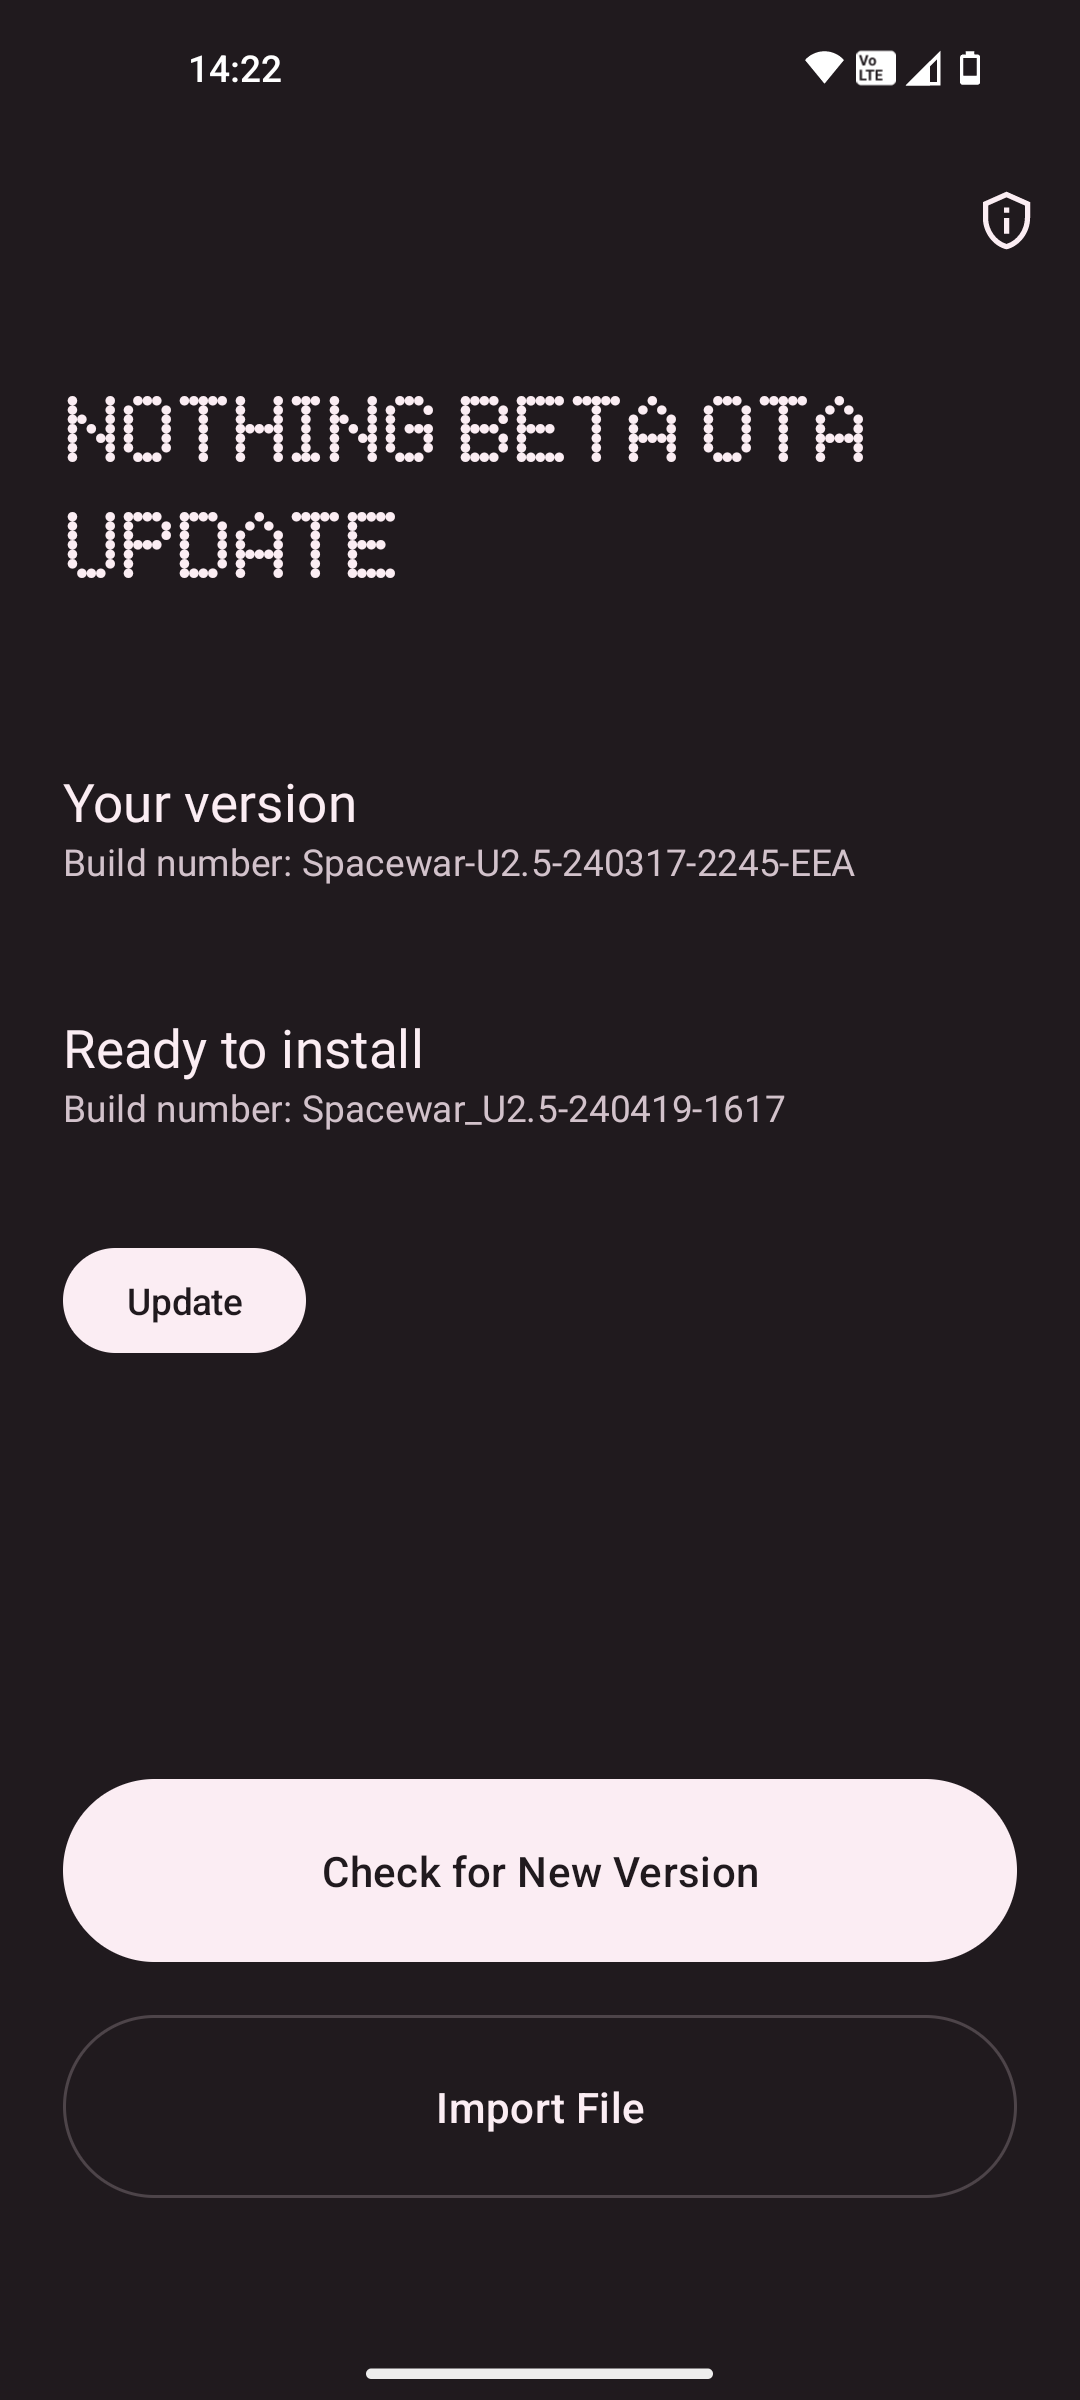 14:22
Vo
LTE
NOTHING BETA OTA
UPDATE
Your version
Build number: Spacewar-U2.5-240317-2245-EEA
Ready to install
Build number: Spacewar_U2.5-240419-1617
Update
Check for New Version
Import File